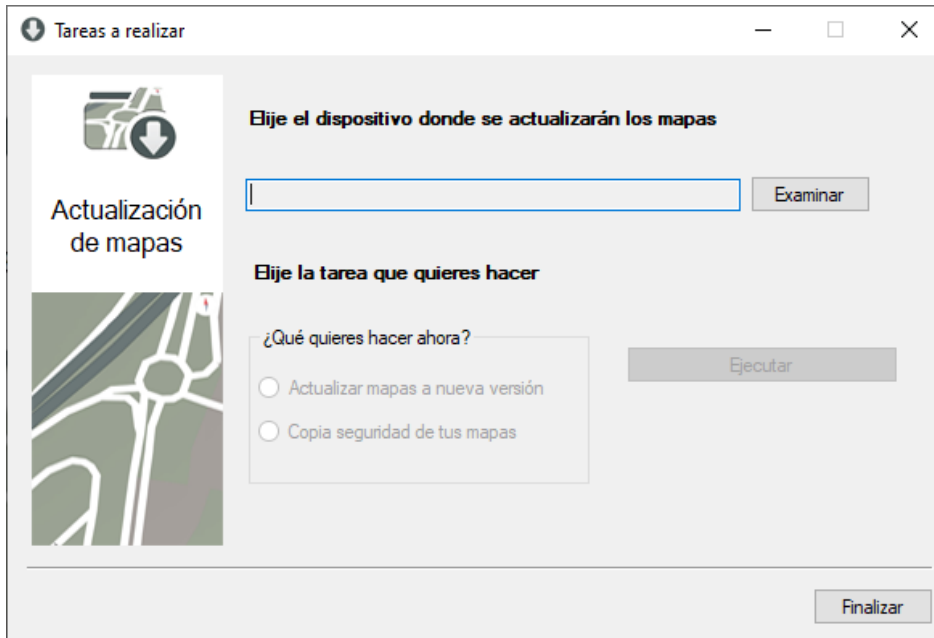 Tareas a realizar
Elije el dispositivo donde se actualizarán los mapas
Examinar
Actualización
de mapas
Elije la tarea que quieres hacer
¿Qué quieres hacer ahora?
Actualizar mapas a nueva versión
Copia seguridad de tus mapas
Ejecutar
Finalizar